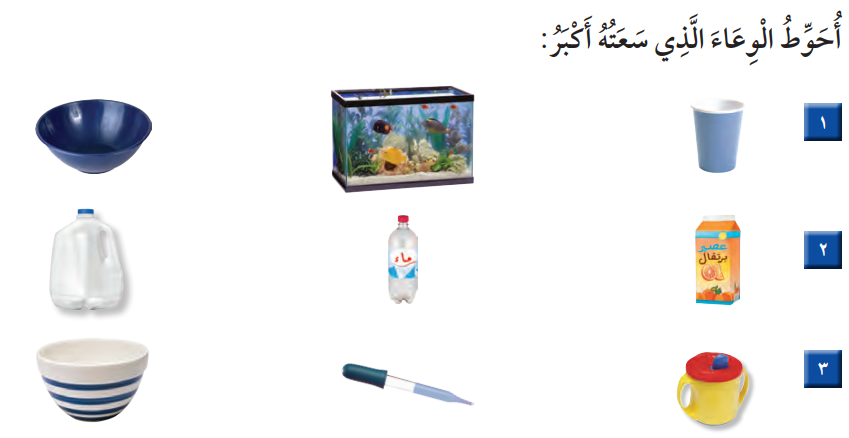 أُحَوِّطُ الْوِعَاءَ الَّذِي سَعَتُهُ أَكْبَرُ:
١
٢
عصير
برتقال
ماء
٣